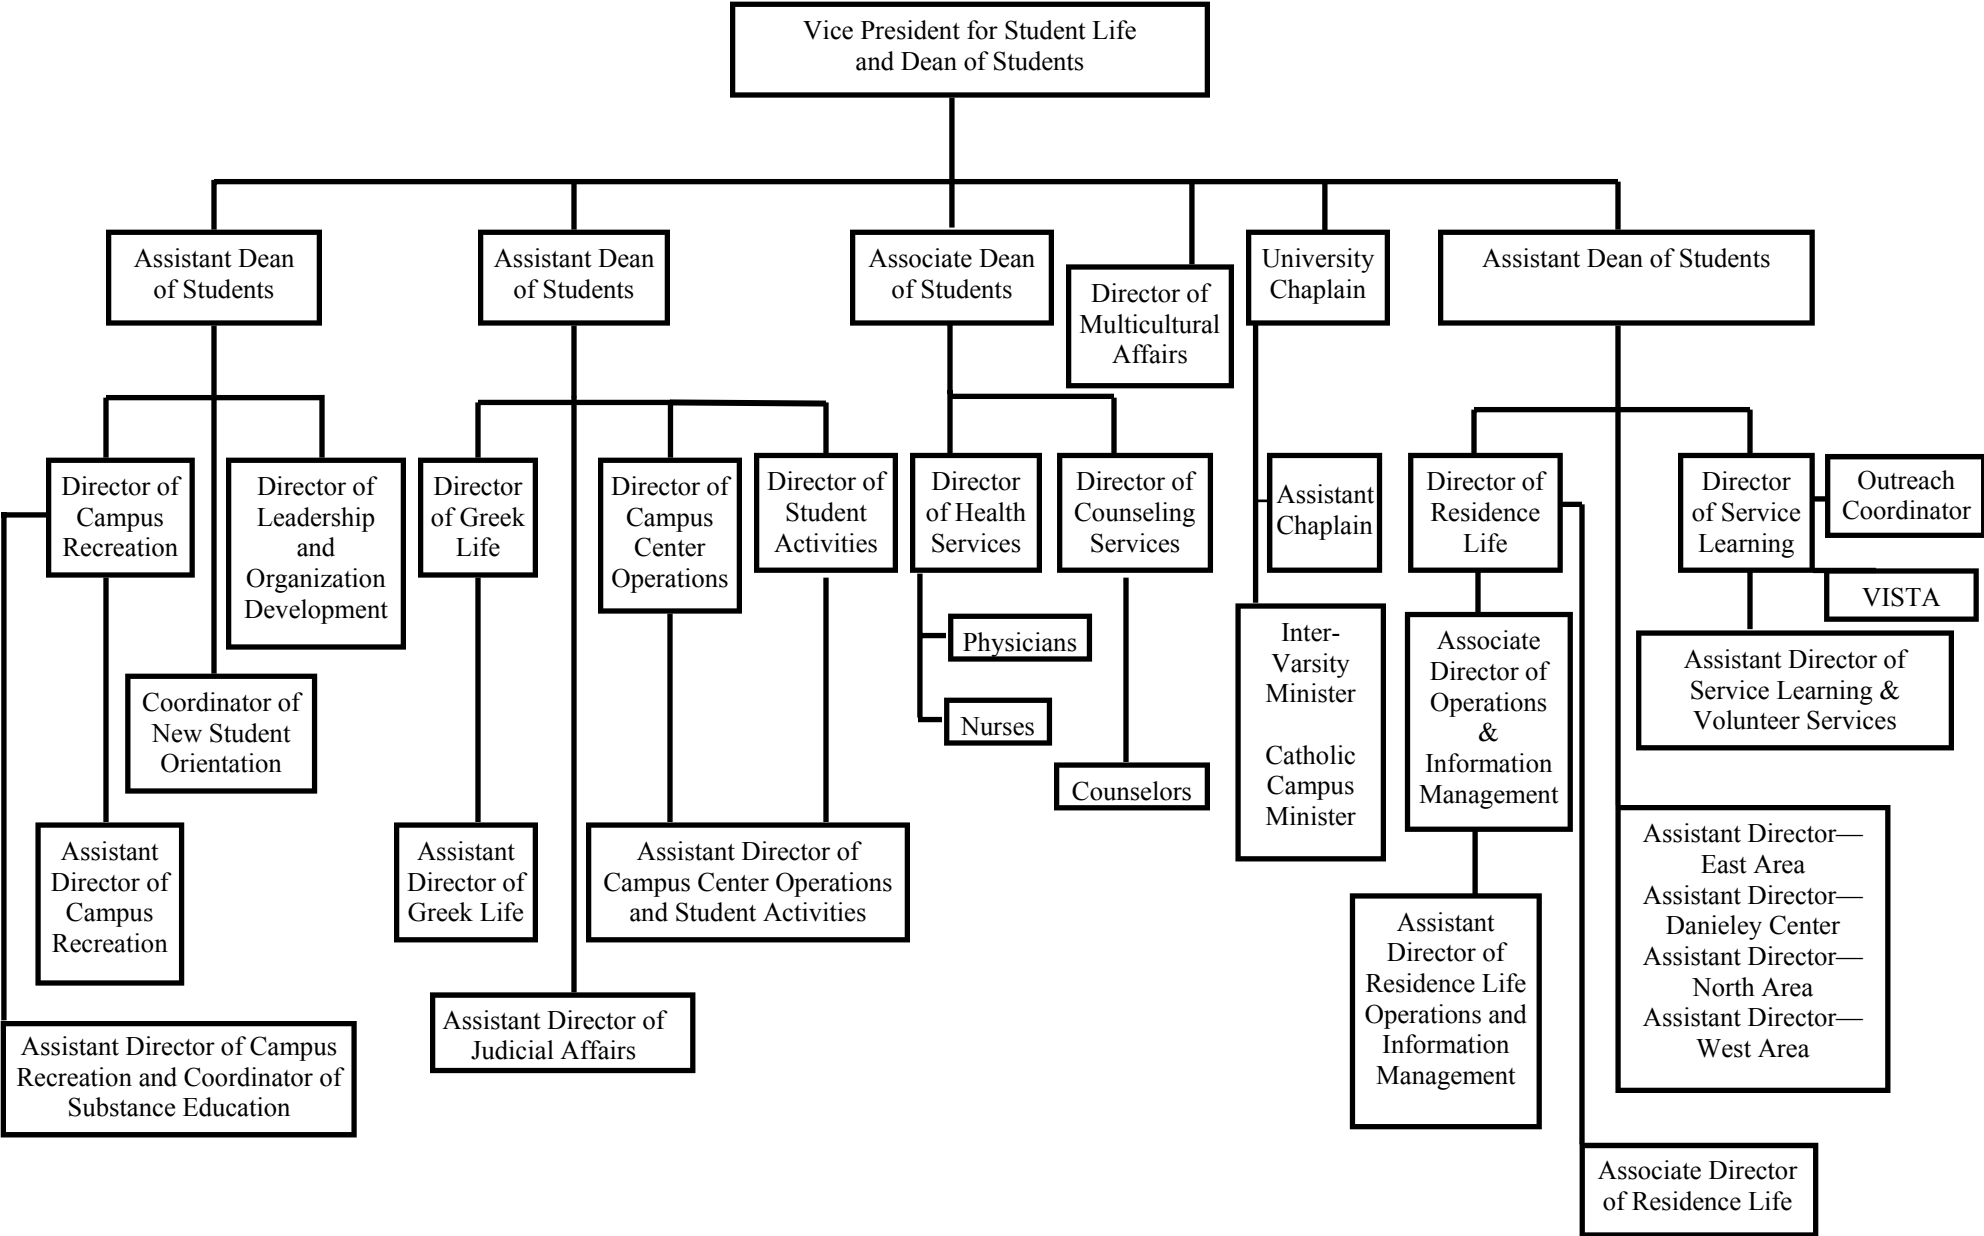 Vice President for Student Life
and Dean of Students
Assistant Dean
of Students
Assistant Dean
of Students
Associate Dean
of Students
Director of
Multicultural
Affairs
University
Chaplain
Assistant Dean of Students
Director of
Campus
Recreation
Director of
Leadership
and
Organization
Development
Director
of Greek
Life
Director of
Campus
Center
Operations
Director of
Student
Activities
Director
of Health
Services
Director of
Counseling
Services
Assistant
Chaplain
Director of
Residence
Life
Director
of Service
Learning
Outreach
Coordinator
VISTA
Physicians
Nurses
Counselors
Inter-
Varsity
Minister
Catholic
Campus
Minister
Associate
Director of
Operations
&
Information
Management
Assistant Director of
Service Learning &
Volunteer Services
Coordinator of
New Student
Orientation
Assistant
Director of
Campus
Recreation
Assistant
Director of
Greek Life
Assistant Director of
Campus Center Operations
and Student Activities
Assistant Director—
East Area
Assistant Director—
Danieley Center
Assistant Director—
North Area
Assistant Director—
West Area
Assistant
Director of
Residence Life
Operations and
Information
Management
Assistant Director of
Judicial Affairs
Assistant Director of Campus
Recreation and Coordinator of
Substance Education
Associate Director
of Residence Life